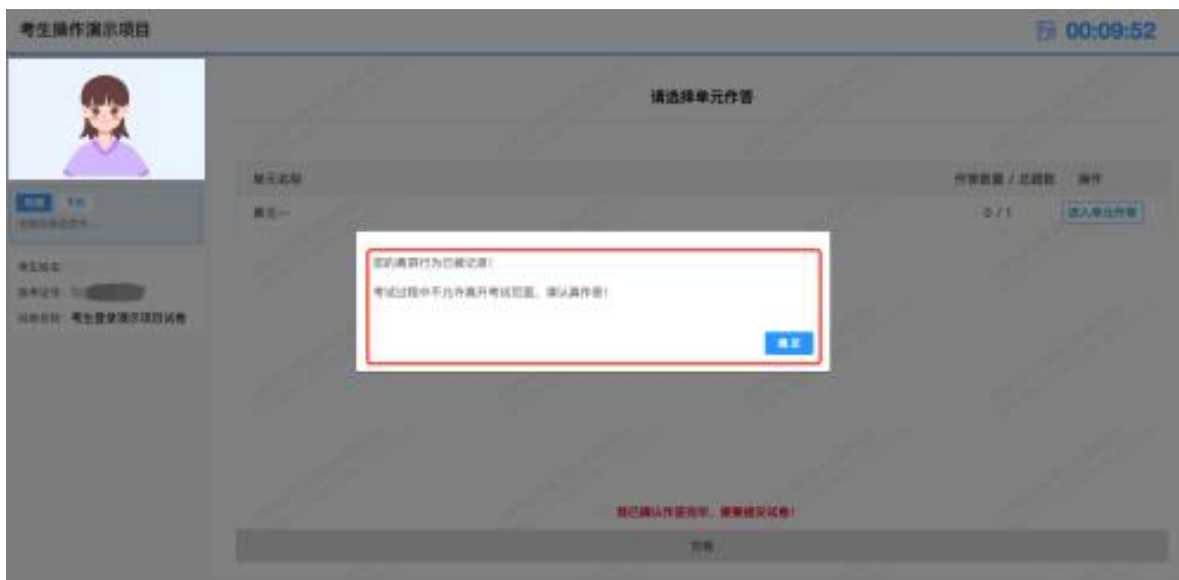 考生操作演示项目
00:09:52
请选择单元作答
单元名称 作答数量 / 总题数 操作
单元一 0 / 1 进入单元作答
您的离屏行为已被记录!
考试过程中不允许离开考试页面，请认真作答!
确 定
考生姓名:
准考证号:
试卷名称: 考生登录演示项目试卷
我已确认作答完毕，需要提交试卷!
交卷